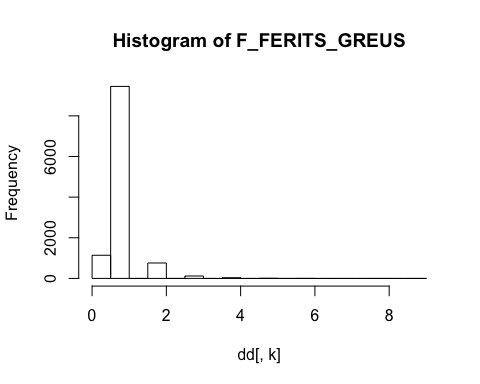 Histogram of F_FERITS_GREUS
Frequency
6000
2000
0
0 2 4 6 8
dd[, k]